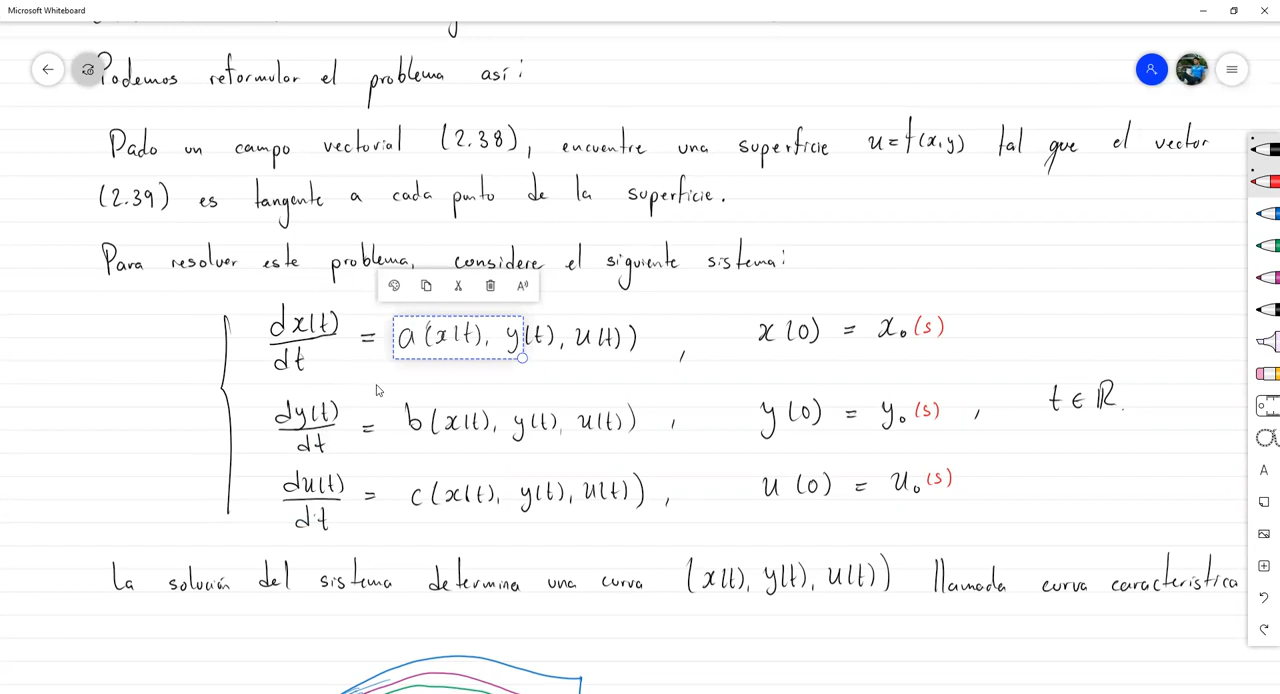 Microsoft Whiteboard
Podemos reformular el problema así:
Dado un campo vectorial (2.38), encuentre una superficie u=f(x,y) tal que el vector
(2.39) es tangente a cada punto de la superficie.
Para resolver este problema, considere el siguiente sistema:
dx(t)/dt = a(x(t), y(t), u(t)), x(0) = x₀(s)
dy(t)/dt = b(x(t), y(t), u(t)), y(0) = y₀(s), t ∈ ℝ.
du(t)/dt = c(x(t), y(t), u(t)), u(0) = u₀(s)
La solución del sistema determina una curva (x(t), y(t), u(t)) llamada curva característica